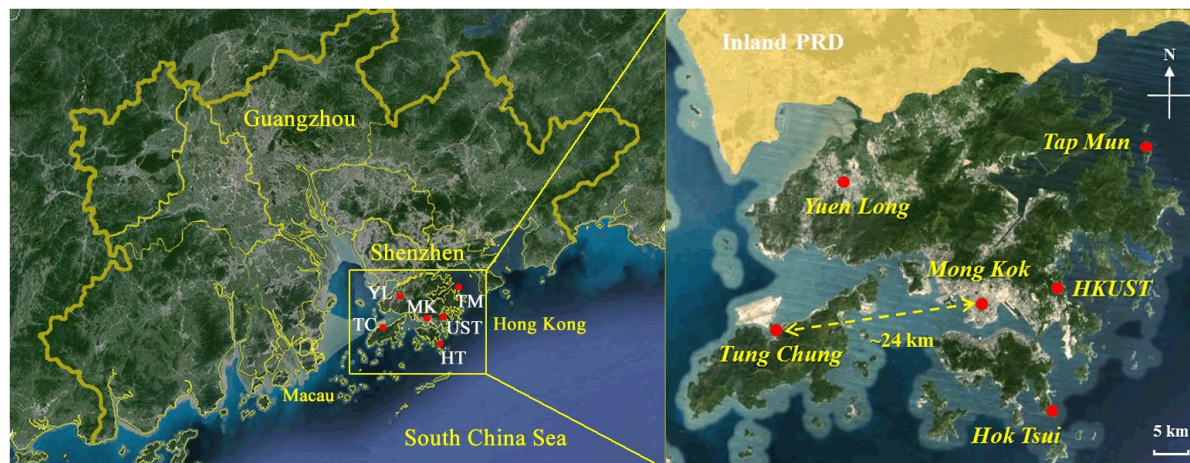 Guangzhou
Shenzhen
YL
MK
TM
TC
UST
Hong Kong
HT
Macau
South China Sea
Inland PRD
N
Tap Mun
Yuen Long
Mong Kok
HKUST
~24 km
Tung Chung
Hok Tsui
5 km